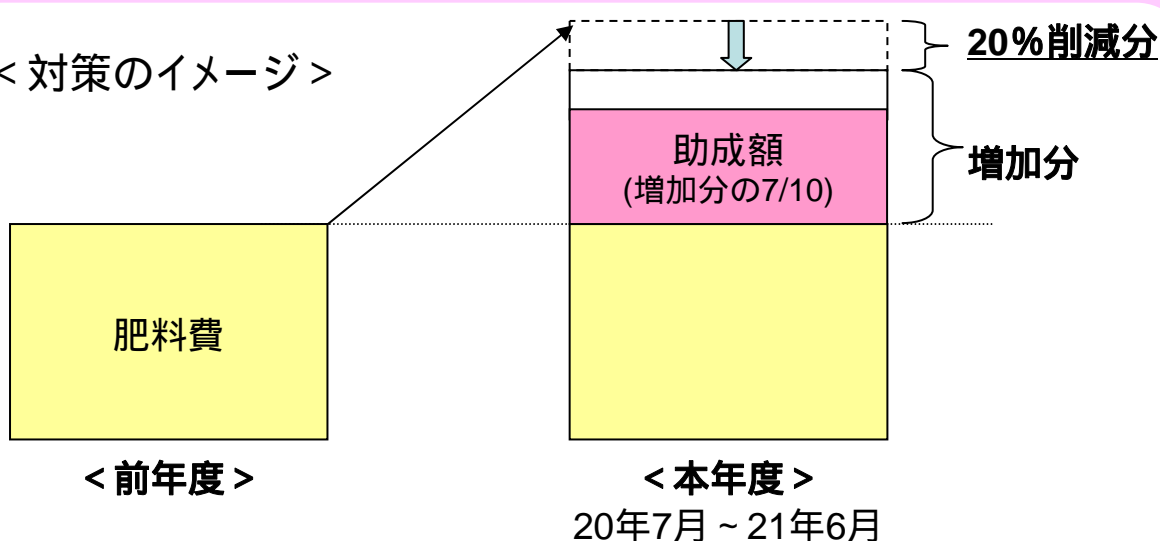 <対策のイメージ>
20%削減分
助成額
(増加分の7/10)
増加分
肥料費
<前年度>
<本年度>
20年7月~21年6月